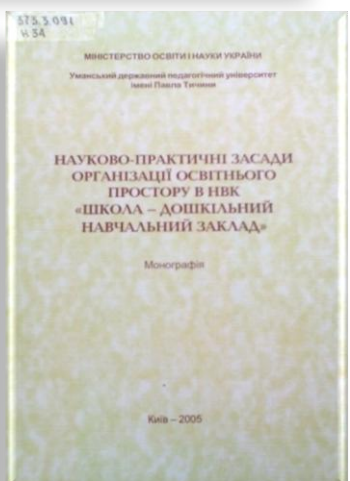 373.3.091
Н 34
МІНІСТЕРСТВО ОСВІТИ І НАУКИ УКРАЇНИ
Уманський державний педагогічний університет
імені Павла Тичини
НАУКОВО-ПРАКТИЧНІ ЗАСАДИ
ОРГАНІЗАЦІЇ ОСВІТНЬОГО
ПРОСТОРУ В НВК
«ШКОЛА – ДОШКІЛЬНИЙ
НАВЧАЛЬНИЙ ЗАКЛАД»
Монографія
Київ – 2005